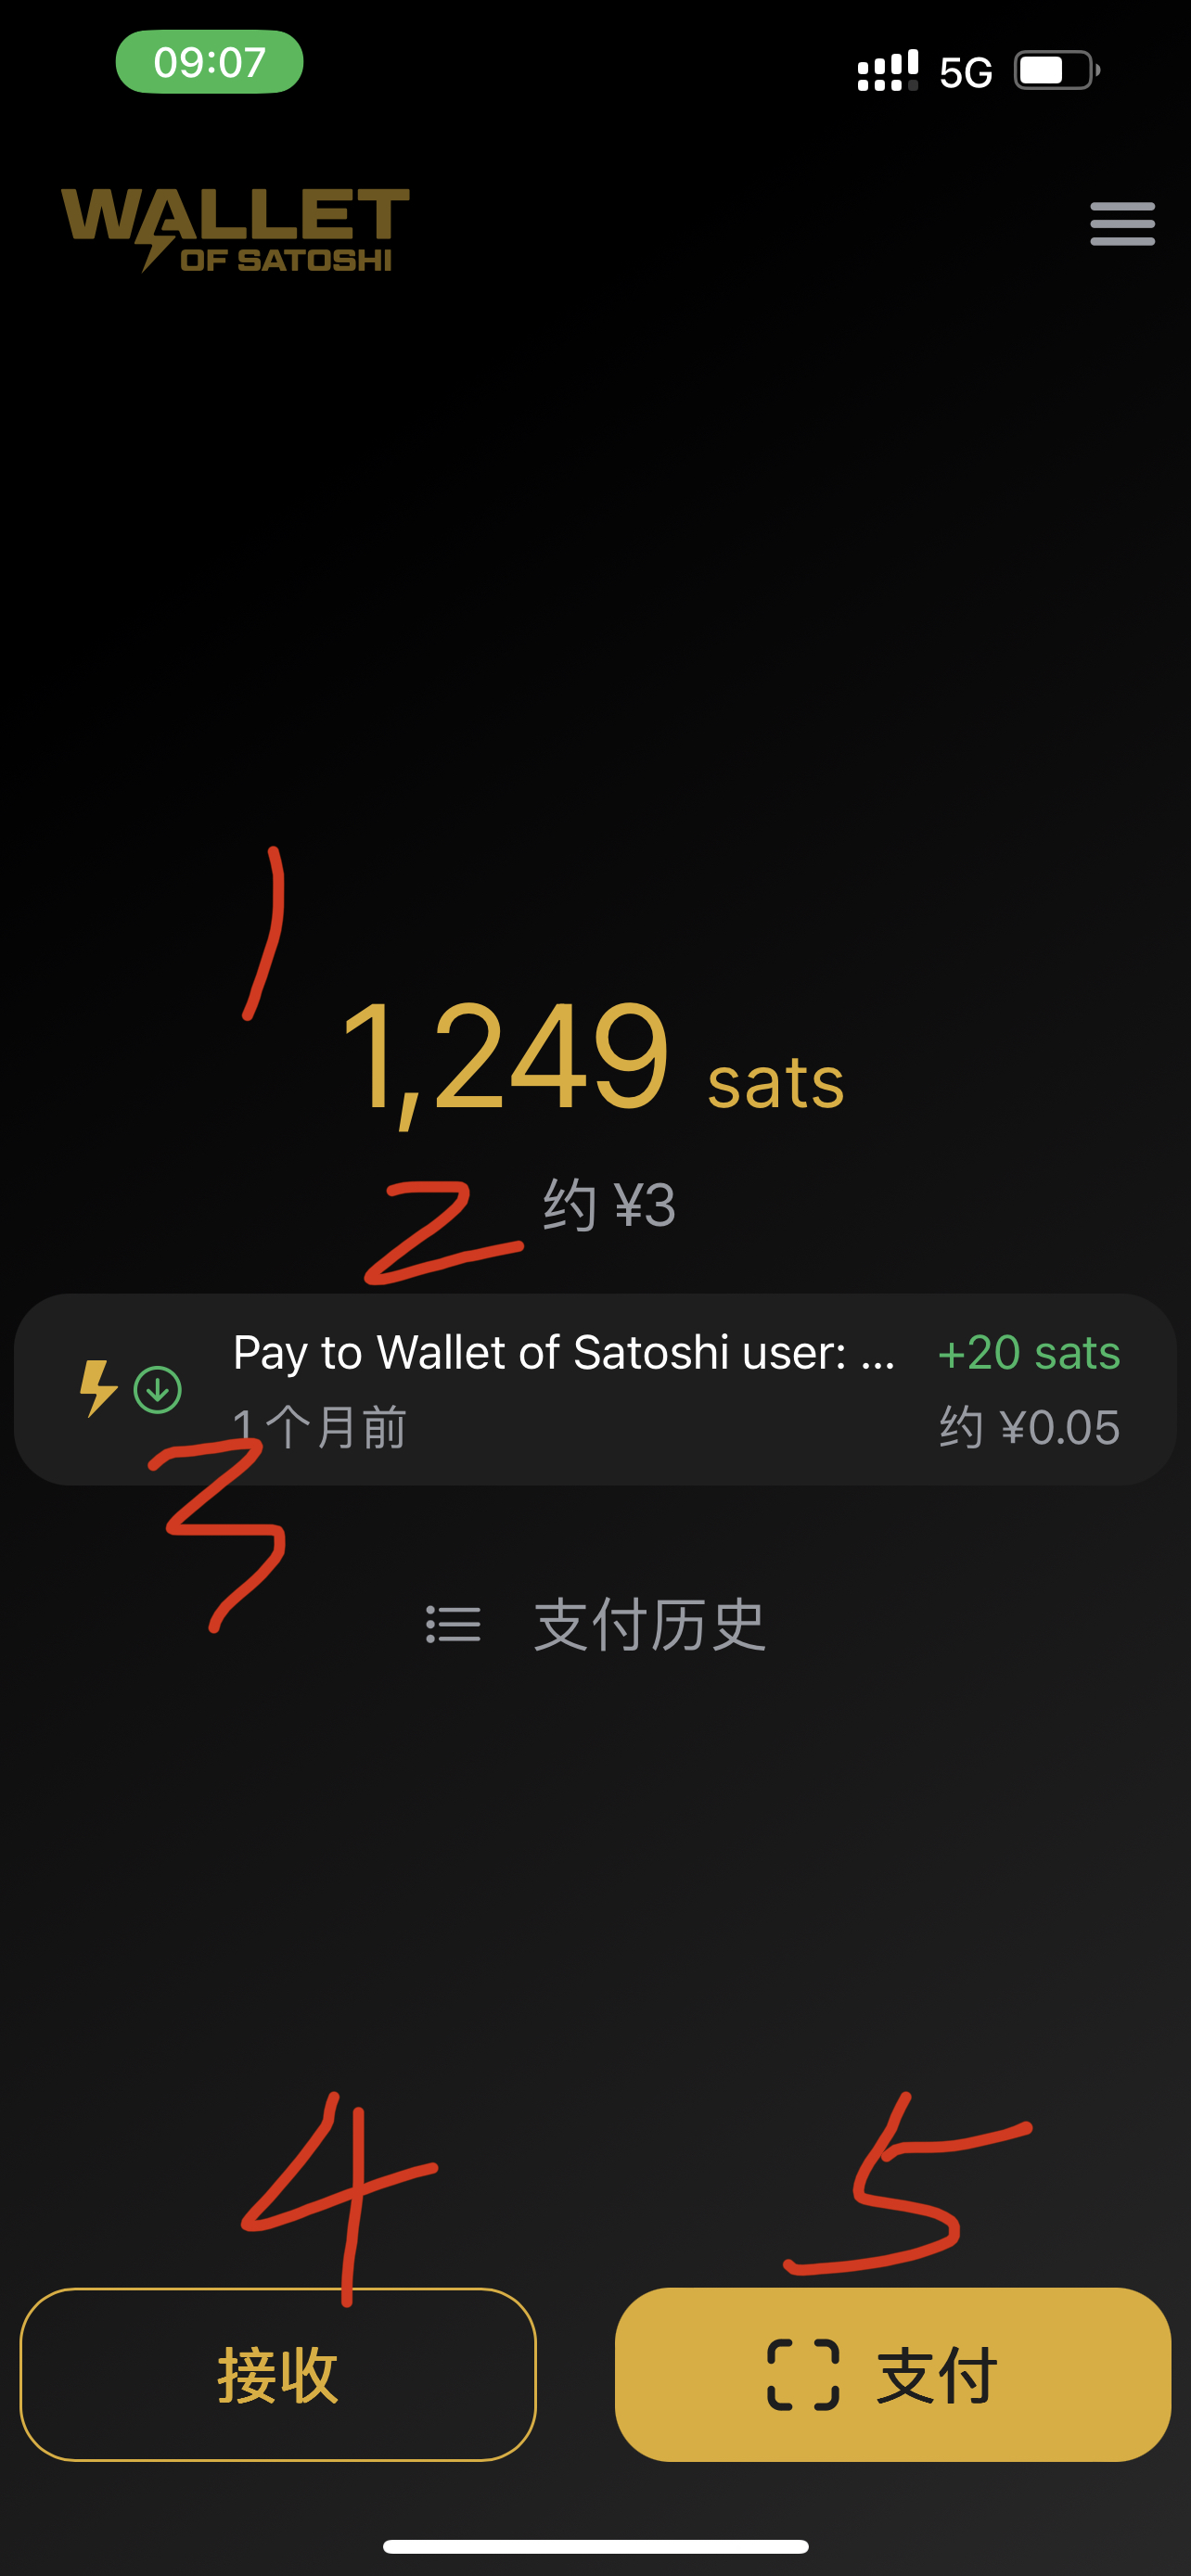 09:07 5G
WALLET
OF SATOSHI
1
1,249 sats
2 约 ¥3
Pay to Wallet of Satoshi user: ... +20 sats
1 个月前 约 ¥0.05
3
支付历史
4 5
接收 支付